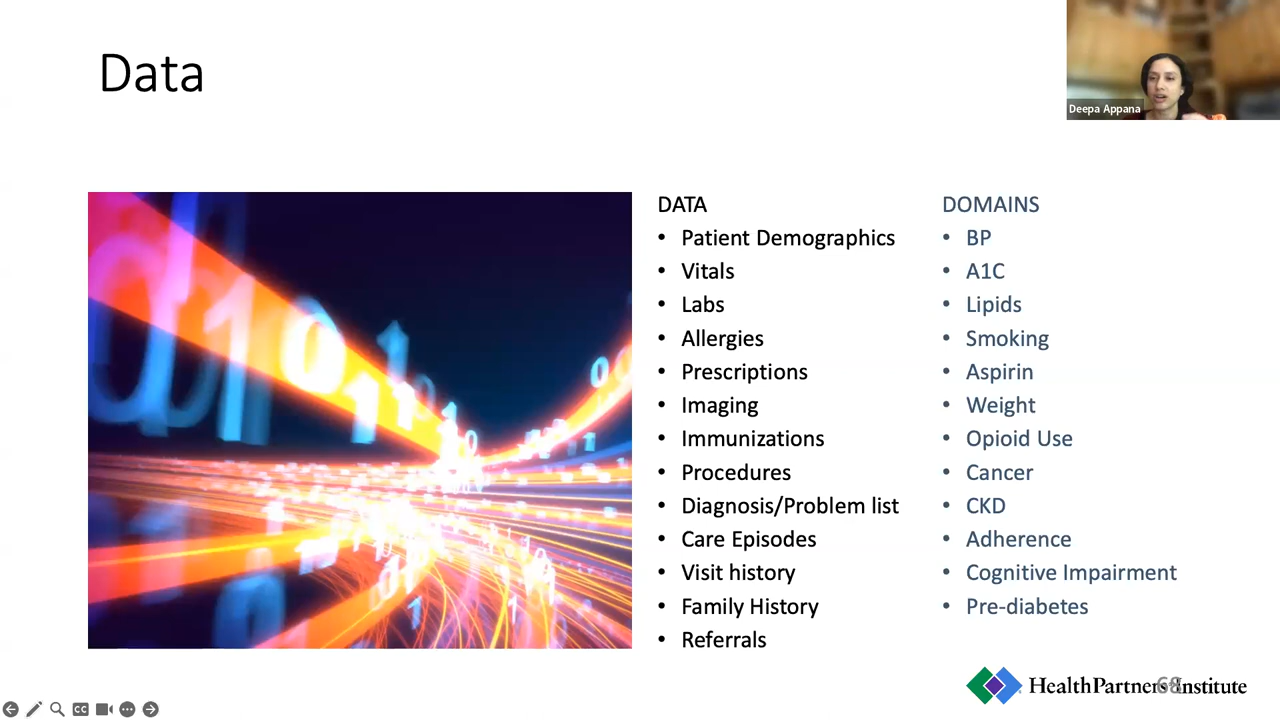 Data
Deepa Appana
DATA
• Patient Demographics
• Vitals
• Labs
• Allergies
• Prescriptions
• Imaging
• Immunizations
• Procedures
• Diagnosis/Problem list
• Care Episodes
• Visit history
• Family History
• Referrals
DOMAINS
• BP
• A1C
• Lipids
• Smoking
• Aspirin
• Weight
• Opioid Use
• Cancer
• CKD
• Adherence
• Cognitive Impairment
• Pre-diabetes
HealthPartners Institute
68
CC